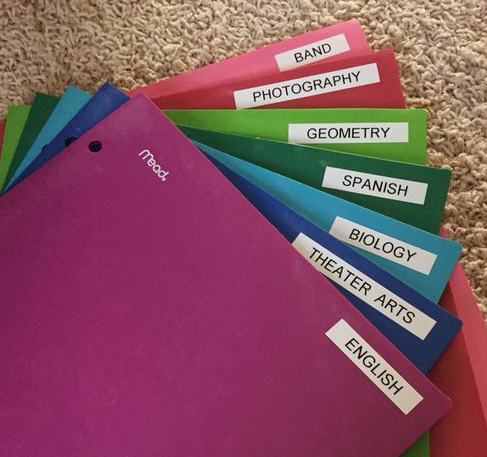 BAND
PHOTOGRAPHY
GEOMETRY
Mead
SPANISH
BIOLOGY
THEATER ARTS
ENGLISH